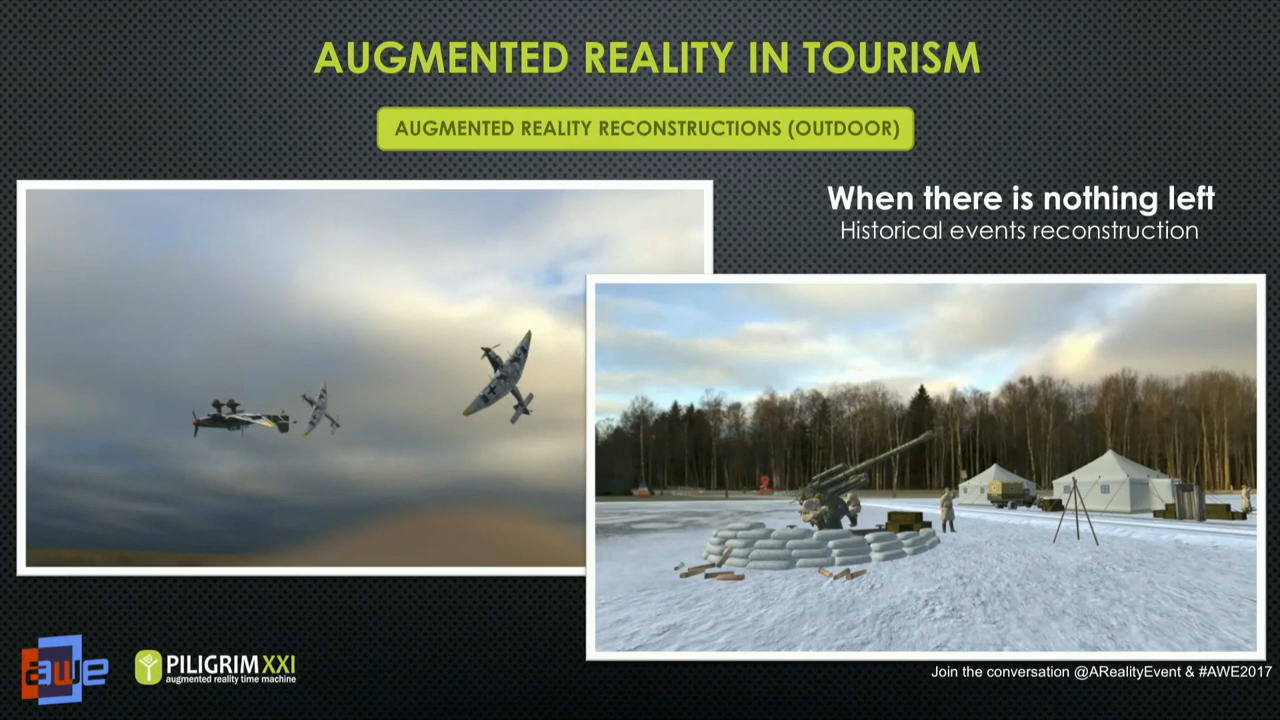 AUGMENTED REALITY IN TOURISM
AUGMENTED REALITY RECONSTRUCTIONS (OUTDOOR)
When there is nothing left
Historical events reconstruction
awe
PILIGRIM XXI
augmented reality time machine
Join the conversation @ARealityEvent & #AWE2017